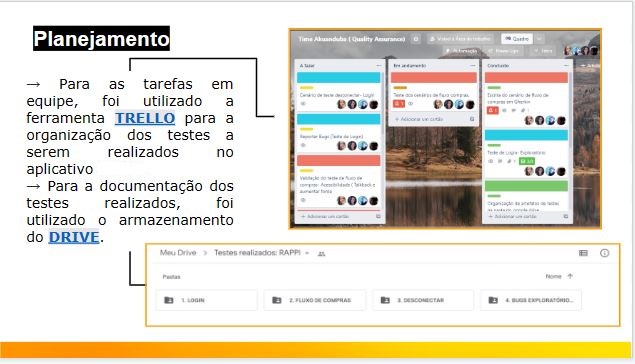 Planejamento
→ Para as tarefas em
equipe, foi utilizado a
ferramenta TRELLO para a
organização dos testes a
serem realizados no
aplicativo
→ Para a documentação dos
testes realizados, foi
utilizado o armazenamento
do DRIVE.
Time Akuanduba ( Quality Assurance)
Quadro
Automação
A fazer
Cenário de teste desconectar- Login
Reportar Bugs (Teste de Login)
Validação do teste de fluxo de
compras: Acessibilidade ( Talkback e
aumentar fonte
+ Adicionar um cartão
Em andamento
Teste dos cenários de fluxo de compras.
+ Adicionar um cartão
Concluído
Escrita do cenário de fluxo de
compras em Gherkin
Teste de Login- Exploratório
Organização de artefatos de testes
+ Adicionar um cartão
Meu Drive > Testes realizados: RAPPI
Pastas
Nome ↑
1. LOGIN
2. FLUXO DE COMPRAS
3. DESCONECTAR
4. BUGS EXPLORATÓRIO...